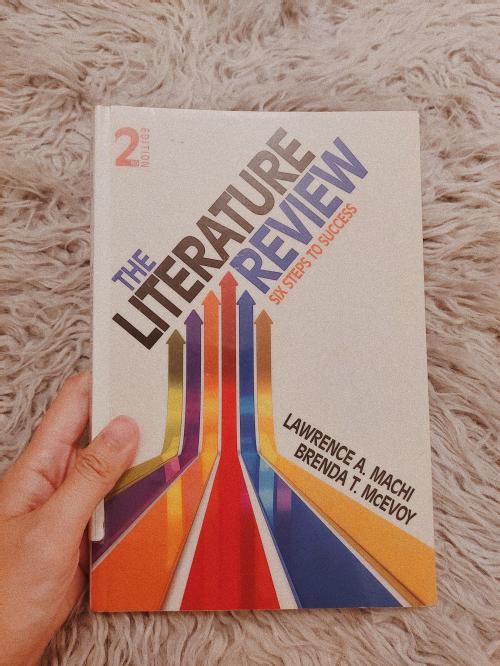 2ND
EDITION
THE
LITERATURE
REVIEW
SIX STEPS TO SUCCESS
LAWRENCE A. MACHI
BRENDA T. McEVOY